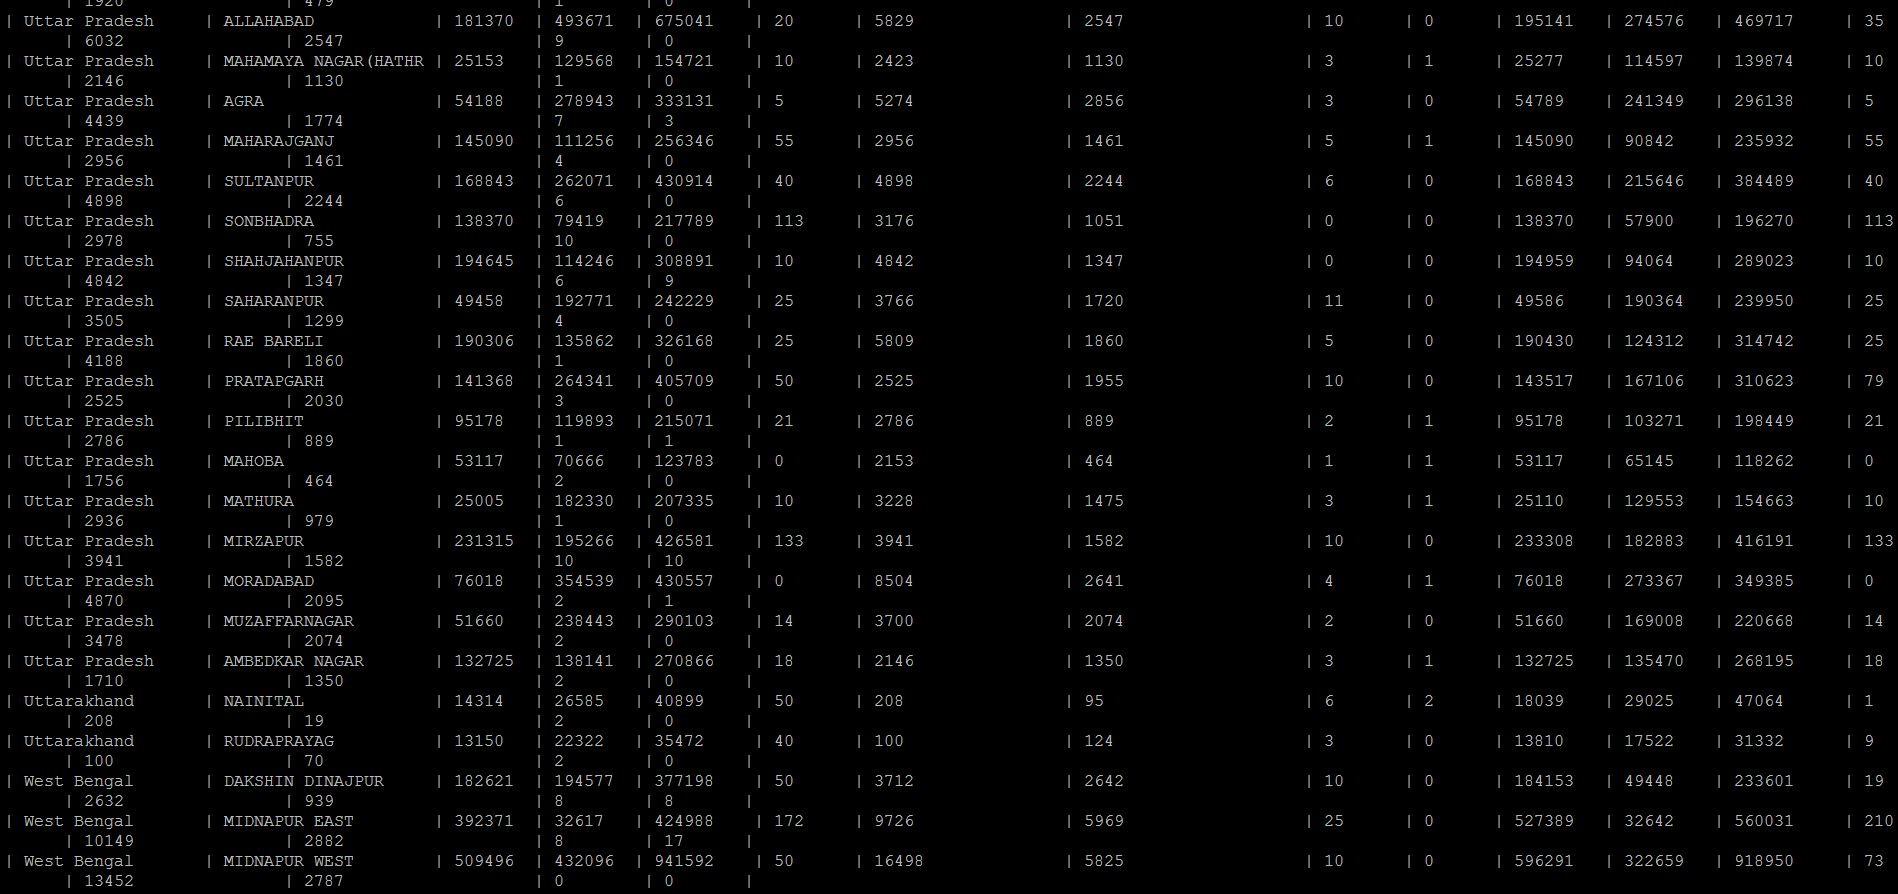 | 1920 | 479 | 1 | 0 |
| Uttar Pradesh | ALLAHABAD | 181370 | 493671 | 675041 | 20 | 5829 | 2547 | 10 | 0 | 195141 | 274576 | 469717 | 35
| 6032 | 2547 | 9 | 0 |
| Uttar Pradesh | MAHAMAYA NAGAR(HATHR | 25153 | 129568 | 154721 | 10 | 2423 | 1130 | 3 | 1 | 25277 | 114597 | 139874 | 10
| 2146 | 1130 | 1 | 0 |
| Uttar Pradesh | AGRA | 54188 | 278943 | 333131 | 5 | 5274 | 2856 | 3 | 0 | 54789 | 241349 | 296138 | 5
| 4439 | 1774 | 7 | 3 |
| Uttar Pradesh | MAHARAJGANJ | 145090 | 111256 | 256346 | 55 | 2956 | 1461 | 5 | 1 | 145090 | 90842 | 235932 | 55
| 2956 | 1461 | 4 | 0 |
| Uttar Pradesh | SULTANPUR | 168843 | 262071 | 430914 | 40 | 4898 | 2244 | 6 | 0 | 168843 | 215646 | 384489 | 40
| 4898 | 2244 | 6 | 0 |
| Uttar Pradesh | SONBHADRA | 138370 | 79419 | 217789 | 113 | 3176 | 1051 | 0 | 0 | 138370 | 57900 | 196270 | 113
| 2978 | 755 | 10 | 0 |
| Uttar Pradesh | SHAHJAHANPUR | 194645 | 114246 | 308891 | 10 | 4842 | 1347 | 0 | 0 | 194959 | 94064 | 289023 | 10
| 4842 | 1347 | 6 | 9 |
| Uttar Pradesh | SAHARANPUR | 49458 | 192771 | 242229 | 25 | 3766 | 1720 | 11 | 0 | 49586 | 190364 | 239950 | 25
| 3505 | 1299 | 4 | 0 |
| Uttar Pradesh | RAE BARELI | 190306 | 135862 | 326168 | 25 | 5809 | 1860 | 5 | 0 | 190430 | 124312 | 314742 | 25
| 4188 | 1860 | 1 | 0 |
| Uttar Pradesh | PRATAPGARH | 141368 | 264341 | 405709 | 50 | 2525 | 1955 | 10 | 0 | 143517 | 167106 | 310623 | 79
| 2525 | 2030 | 3 | 0 |
| Uttar Pradesh | PILIBHIT | 95178 | 119893 | 215071 | 21 | 2786 | 889 | 2 | 1 | 95178 | 103271 | 198449 | 21
| 2786 | 889 | 1 | 1 |
| Uttar Pradesh | MAHOBA | 53117 | 70666 | 123783 | 0 | 2153 | 464 | 1 | 1 | 53117 | 65145 | 118262 | 0
| 1756 | 464 | 2 | 0 |
| Uttar Pradesh | MATHURA | 25005 | 182330 | 207335 | 10 | 3228 | 1475 | 3 | 1 | 25110 | 129553 | 154663 | 10
| 2936 | 979 | 1 | 0 |
| Uttar Pradesh | MIRZAPUR | 231315 | 195266 | 426581 | 133 | 3941 | 1582 | 10 | 0 | 233308 | 182883 | 416191 | 133
| 3941 | 1582 | 10 | 10 |
| Uttar Pradesh | MORADABAD | 76018 | 354539 | 430557 | 0 | 8504 | 2641 | 4 | 1 | 76018 | 273367 | 349385 | 0
| 4870 | 2095 | 2 | 1 |
| Uttar Pradesh | MUZAFFARNAGAR | 51660 | 238443 | 290103 | 14 | 3700 | 2074 | 2 | 0 | 51660 | 169008 | 220668 | 14
| 3478 | 2074 | 2 | 0 |
| Uttar Pradesh | AMBEDKAR NAGAR | 132725 | 138141 | 270866 | 18 | 2146 | 1350 | 3 | 1 | 132725 | 135470 | 268195 | 18
| 1710 | 1350 | 2 | 0 |
| Uttarakhand | NAINITAL | 14314 | 26585 | 40899 | 50 | 208 | 95 | 6 | 2 | 18039 | 29025 | 47064 | 1
| 208 | 19 | 2 | 0 |
| Uttarakhand | RUDRAPRAYAG | 13150 | 22322 | 35472 | 40 | 100 | 124 | 3 | 0 | 13810 | 17522 | 31332 | 9
| 100 | 70 | 2 | 0 |
| West Bengal | DAKSHIN DINAJPUR | 182621 | 194577 | 377198 | 50 | 3712 | 2642 | 10 | 0 | 184153 | 49448 | 233601 | 19
| 2632 | 939 | 8 | 8 |
| West Bengal | MIDNAPUR EAST | 392371 | 32617 | 424988 | 172 | 9726 | 5969 | 25 | 0 | 527389 | 32642 | 560031 | 210
| 10149 | 2882 | 8 | 17 |
| West Bengal | MIDNAPUR WEST | 509496 | 432096 | 941592 | 50 | 16498 | 5825 | 10 | 0 | 596291 | 322659 | 918950 | 73
| 13452 | 2787 | 0 | 0 |